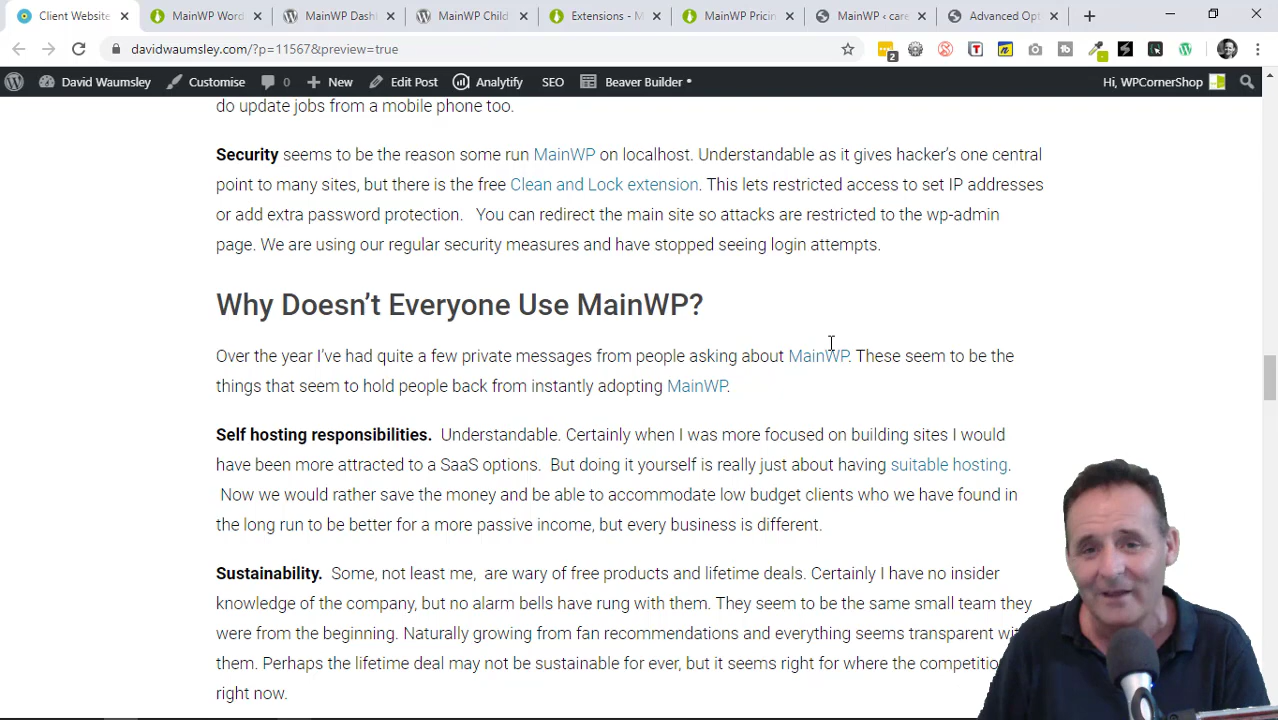 Client Website
MainWP Word
MainWP Dash
MainWP Child
Extensions - M
MainWP Pricin
MainWP ‹ care
Advanced Opt
davidwaumsley.com/?p=11567&preview=true
2
David Waumsley
Customise
New
Edit Post
Analytify
SEO
Beaver Builder
Hi, WPCornerShop
do update jobs from a mobile phone too.
Security seems to be the reason some run MainWP on localhost. Understandable as it gives hacker's one central
point to many sites, but there is the free Clean and Lock extension. This lets restricted access to set IP addresses
or add extra password protection. You can redirect the main site so attacks are restricted to the wp-admin
page. We are using our regular security measures and have stopped seeing login attempts.
Why Doesn't Everyone Use MainWP?
Over the year I've had quite a few private messages from people asking about MainWP. These seem to be the
things that seem to hold people back from instantly adopting MainWP.
Self hosting responsibilities. Understandable. Certainly when I was more focused on building sites I would
have been more attracted to a SaaS options. But doing it yourself is really just about having suitable hosting.
Now we would rather save the money and be able to accommodate low budget clients who we have found in
the long run to be better for a more passive income, but every business is different.
Sustainability. Some, not least me, are wary of free products and lifetime deals. Certainly I have no insider
knowledge of the company, but no alarm bells have rung with them. They seem to be the same small team they
were from the beginning. Naturally growing from fan recommendations and everything seems transparent
them. Perhaps the lifetime deal may not be sustainable for ever, but it seems right for where the competitio
right now.